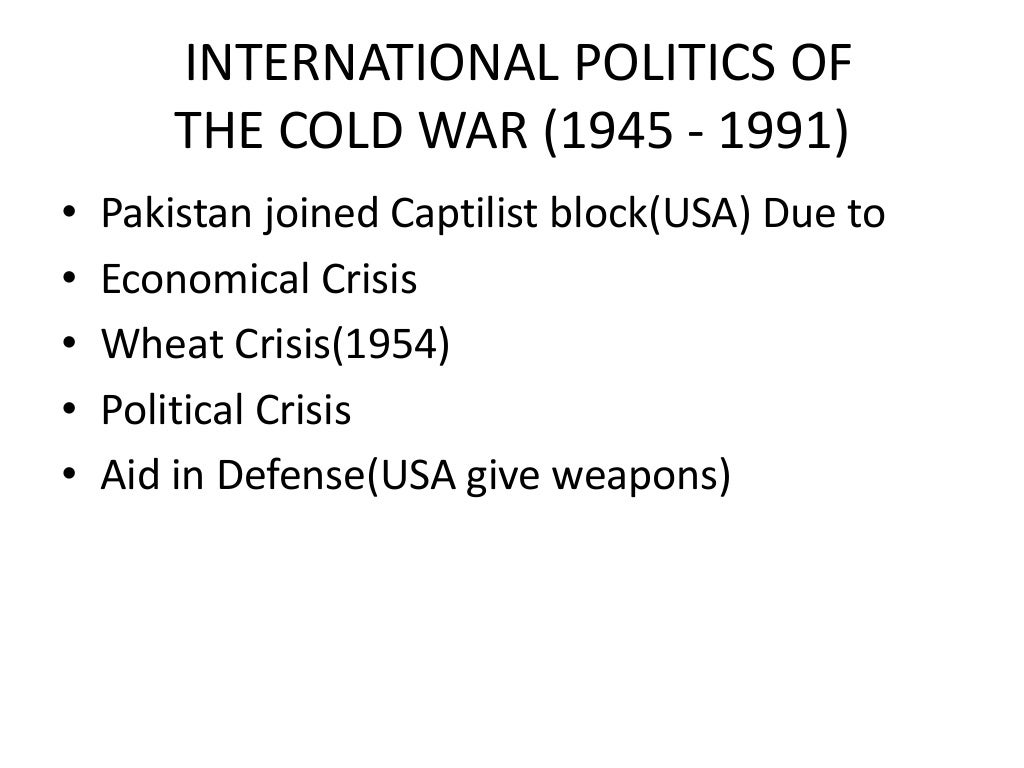 INTERNATIONAL POLITICS OF
THE COLD WAR (1945 - 1991)
• Pakistan joined Captilist block(USA) Due to
• Economical Crisis
• Wheat Crisis(1954)
• Political Crisis
• Aid in Defense(USA give weapons)